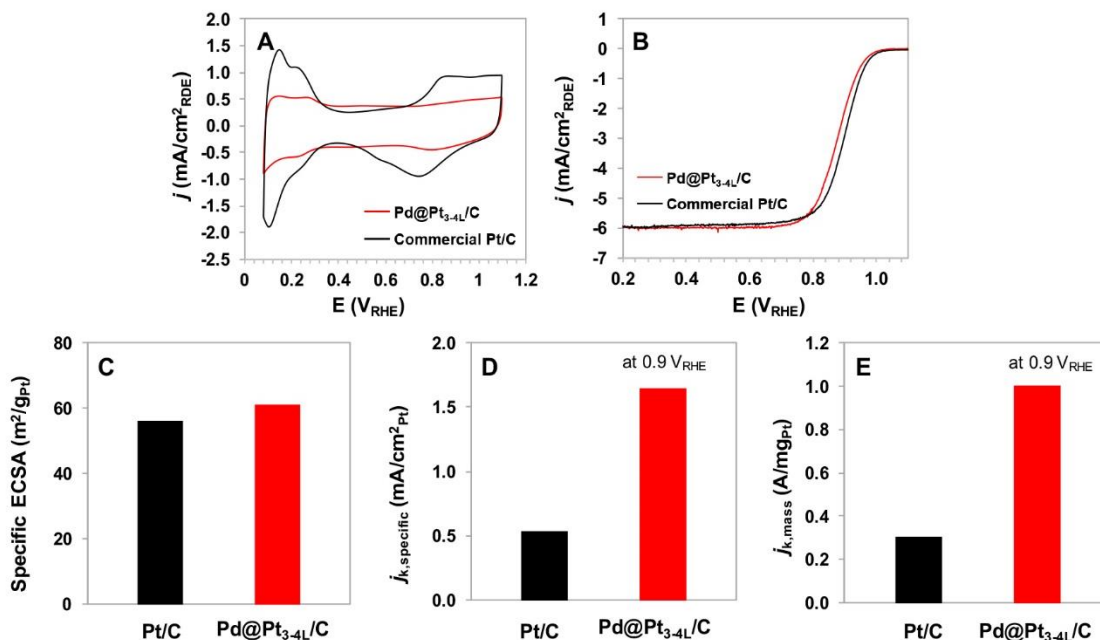 A
j (mA/cm²RDE)
2.0
1.5
1.0
0.5
0.0
-0.5
-1.0
-1.5
-2.0
-2.5
Pd@Pt₃₋₄L/C
Commercial Pt/C
0 0.2 0.4 0.6 0.8 1 1.2
E (VRHE)
B
j (mA/cm²RDE)
1
0
-1
-2
-3
-4
-5
-6
-7
Pd@Pt₃₋₄L/C
Commercial Pt/C
0.2 0.4 0.6 0.8 1.0
E (VRHE)
C
Specific ECSA (m²/gPt)
80
60
40
20
0
Pt/C Pd@Pt₃₋₄L/C
D
at 0.9 VRHE
jk,specific (mA/cm²Pt)
2.0
1.5
1.0
0.5
0.0
Pt/C Pd@Pt₃₋₄L/C
E
at 0.9 VRHE
jk,mass (A/mgPt)
1.2
1.0
0.8
0.6
0.4
0.2
0.0
Pt/C Pd@Pt₃₋₄L/C